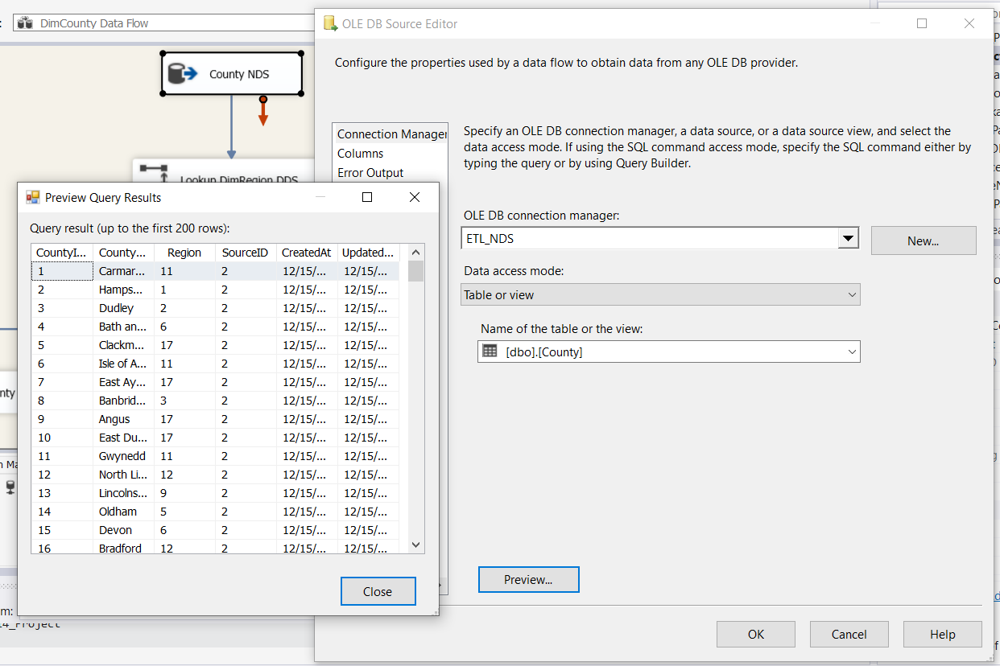 DimCounty Data Flow
County NDS
Lookup DimRegion DDS
OLE DB Source Editor
Configure the properties used by a data flow to obtain data from any OLE DB provider.
Connection Manager
Columns
Error Output
Specify an OLE DB connection manager, a data source, or a data source view, and select the
data access mode. If using the SQL command access mode, specify the SQL command either by
typing the query or by using Query Builder.
OLE DB connection manager:
ETL_NDS
New...
Data access mode:
Table or view
Name of the table or the view:
[dbo].[County]
Preview...
OK Cancel Help
Preview Query Results
Query result (up to the first 200 rows):
CountyI... County... Region SourceID CreatedAt Updated...
1 Carmar... 11 2 12/15/... 12/15/...
2 Hamps... 1 2 12/15/... 12/15/...
3 Dudley 2 2 12/15/... 12/15/...
4 Bath an... 6 2 12/15/... 12/15/...
5 Clackm... 17 2 12/15/... 12/15/...
6 Isle of A... 11 2 12/15/... 12/15/...
7 East Ay... 17 2 12/15/... 12/15/...
8 Banbrid... 3 2 12/15/... 12/15/...
9 Angus 17 2 12/15/... 12/15/...
10 East Du... 17 2 12/15/... 12/15/...
11 Gwynedd 11 2 12/15/... 12/15/...
12 North Li... 12 2 12/15/... 12/15/...
13 Lincolns... 9 2 12/15/... 12/15/...
14 Oldham 5 2 12/15/... 12/15/...
15 Devon 6 2 12/15/... 12/15/...
16 Bradford 12 2 12/15/... 12/15/...
Close